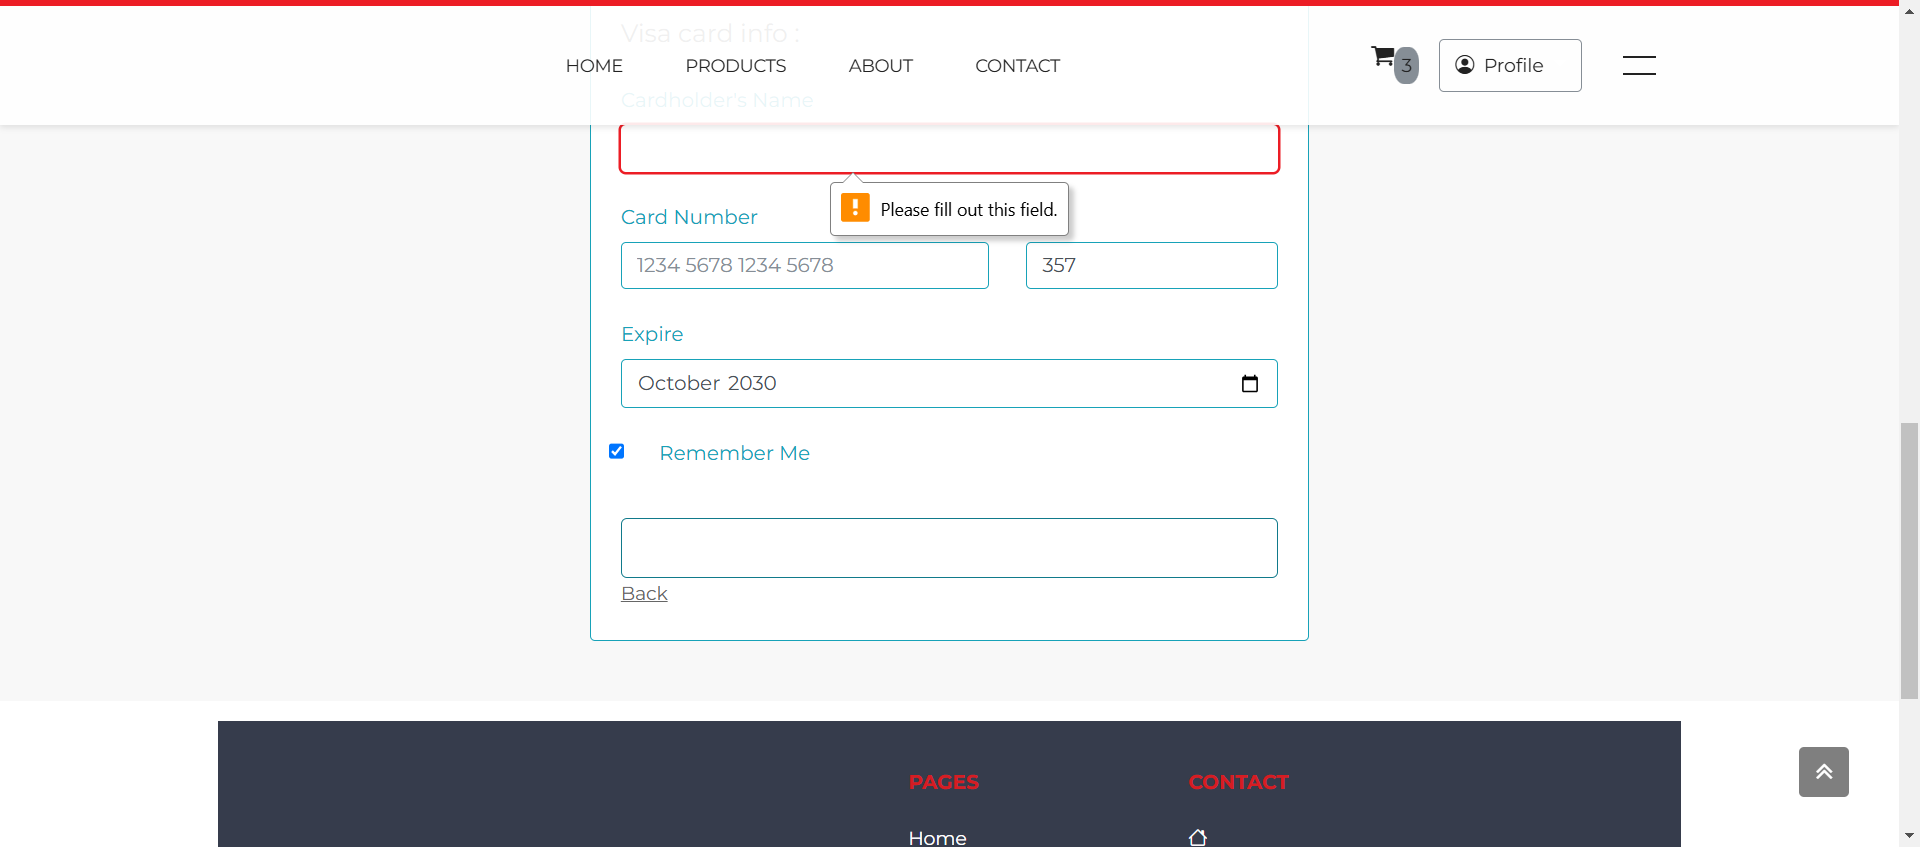 Visa card info :
HOME PRODUCTS ABOUT CONTACT 3 Profile
Cardholder's Name
Please fill out this field.
Card Number
1234 5678 1234 5678 357
Expire
October 2030
Remember Me
Back
PAGES CONTACT
Home